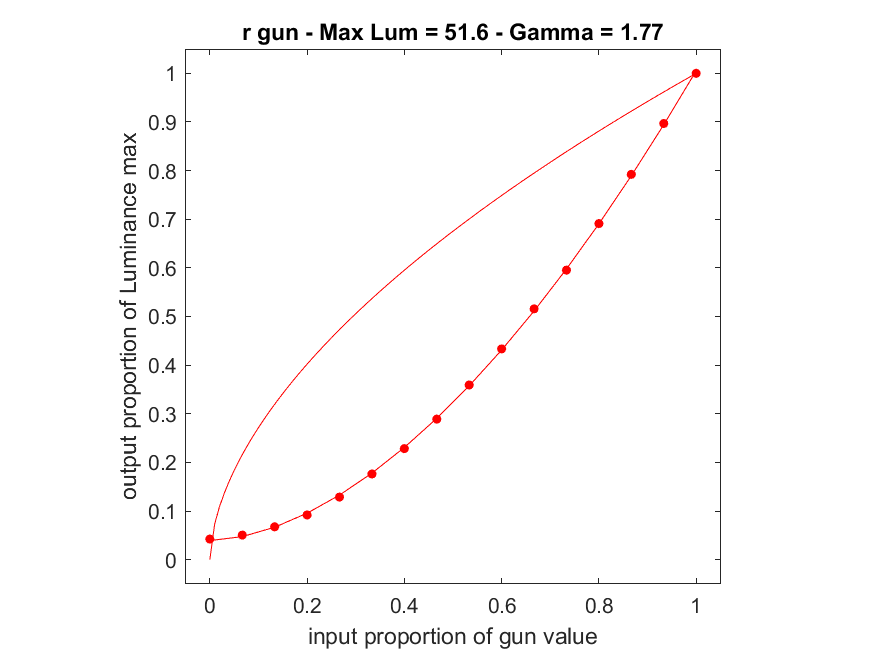 r gun - Max Lum = 51.6 - Gamma = 1.77
output proportion of Luminance max
1
0.9
0.8
0.7
0.6
0.5
0.4
0.3
0.2
0.1
0
0 0.2 0.4 0.6 0.8 1
input proportion of gun value